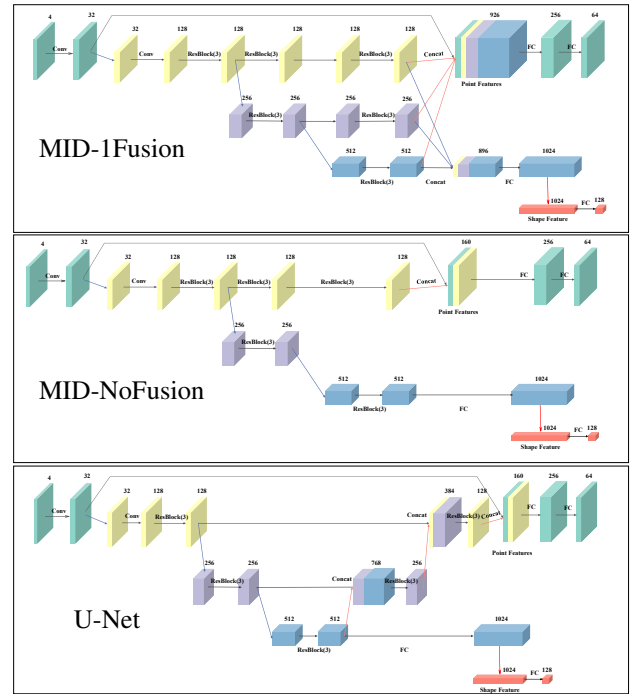 4
32
32
128
128
128
128
128
926
256
64
Conv
Conv
ResBlock(3)
ResBlock(3)
ResBlock(3)
Concat
FC
FC
Point Features
256
256
256
256
ResBlock(3)
ResBlock(3)
MID-1Fusion
512
512
896
1024
ResBlock(3)
Concat
FC
1024
FC
128
Shape Feature
4
32
32
128
128
128
128
160
256
64
Conv
Conv
ResBlock(3)
ResBlock(3)
ResBlock(3)
Concat
FC
FC
Point Features
256
256
ResBlock(3)
MID-NoFusion
512
512
1024
ResBlock(3)
FC
1024
FC
128
Shape Feature
4
32
32
128
128
384
128
160
256
64
Conv
Conv
ResBlock(3)
Concat
ResBlock(3)
Concat
FC
FC
Point Features
256
256
768
256
ResBlock(3)
Concat
ResBlock(3)
U-Net
512
512
1024
ResBlock(3)
FC
1024
FC
128
Shape Feature